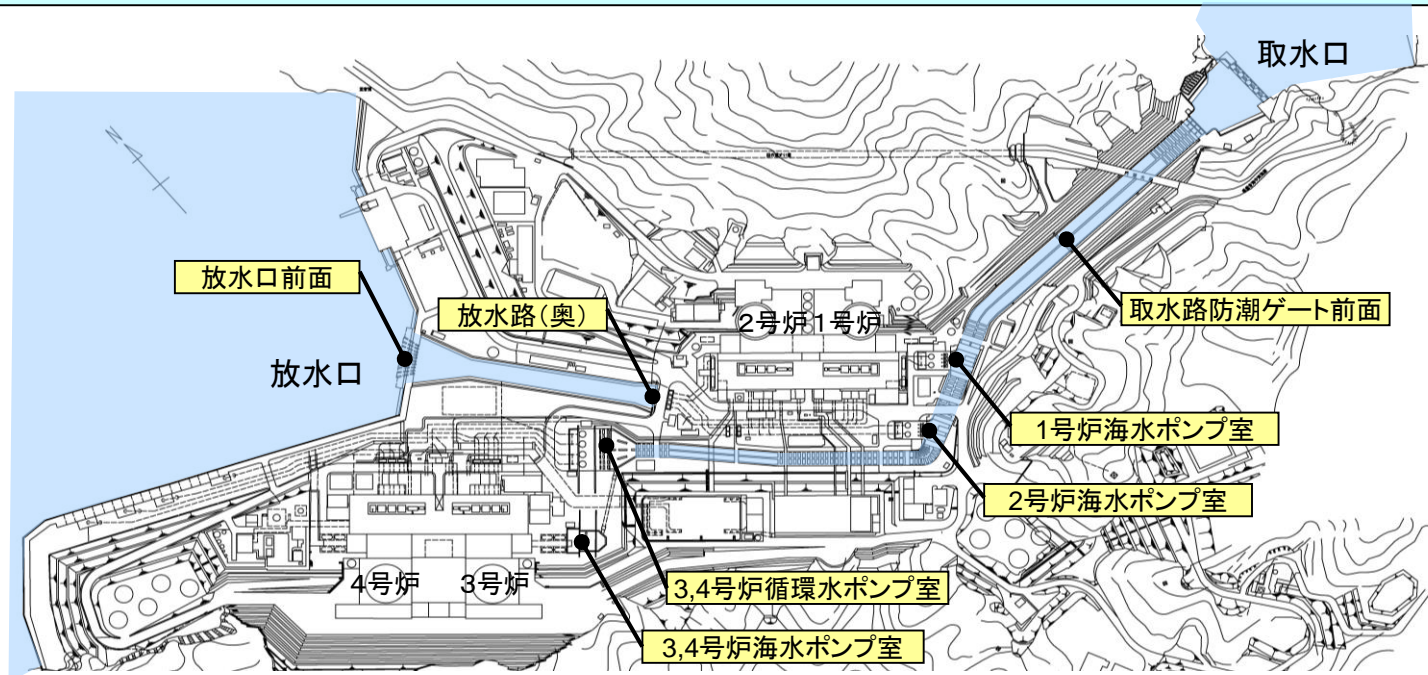 取水口
N
放水口前面
放水路(奥)
2号炉
1号炉
取水路防潮ゲート前面
放水口
1号炉海水ポンプ室
2号炉海水ポンプ室
4号炉
3号炉
3,4号炉循環水ポンプ室
3,4号炉海水ポンプ室